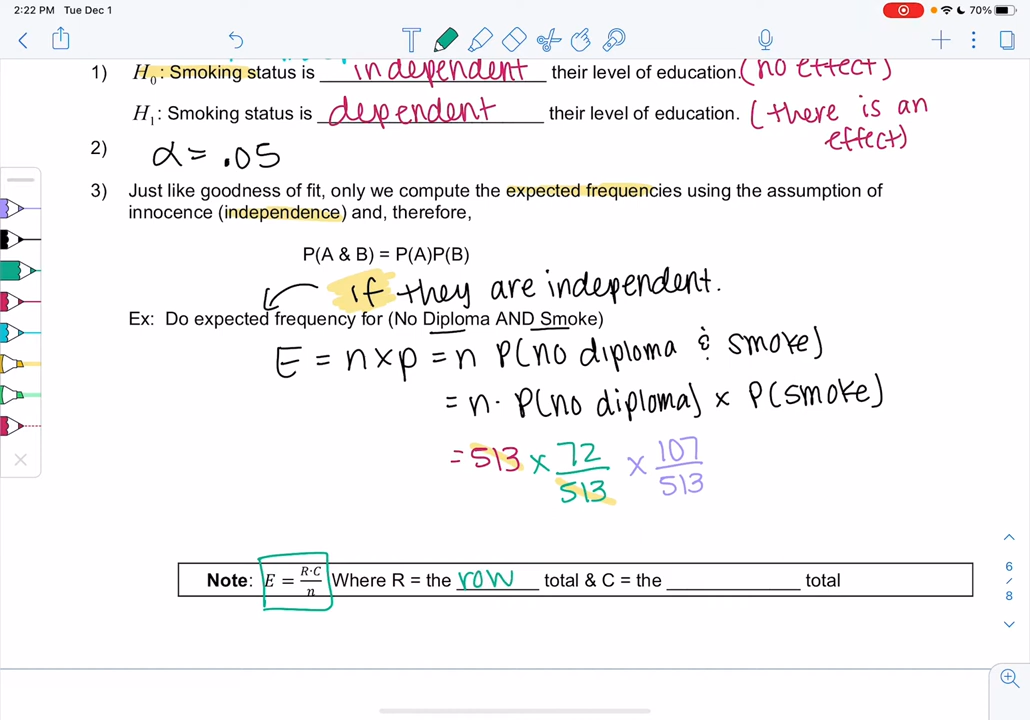 2:22 PM Tue Dec 1
70%
1) H0: Smoking status is independent their level of education. (no effect)
H1: Smoking status is dependent their level of education. (there is an effect)
2) α = .05
3) Just like goodness of fit, only we compute the expected frequencies using the assumption of
innocence (independence) and, therefore,
P(A & B) = P(A)P(B)
if they are independent.
Ex: Do expected frequency for (No Diploma AND Smoke)
E = n x p = n P(no diploma & smoke)
= n · P(no diploma) x P(smoke)
= 513 x 72/513 x 107/513
Note: E = R·C/n Where R = the row total & C = the ____ total
6
/
8